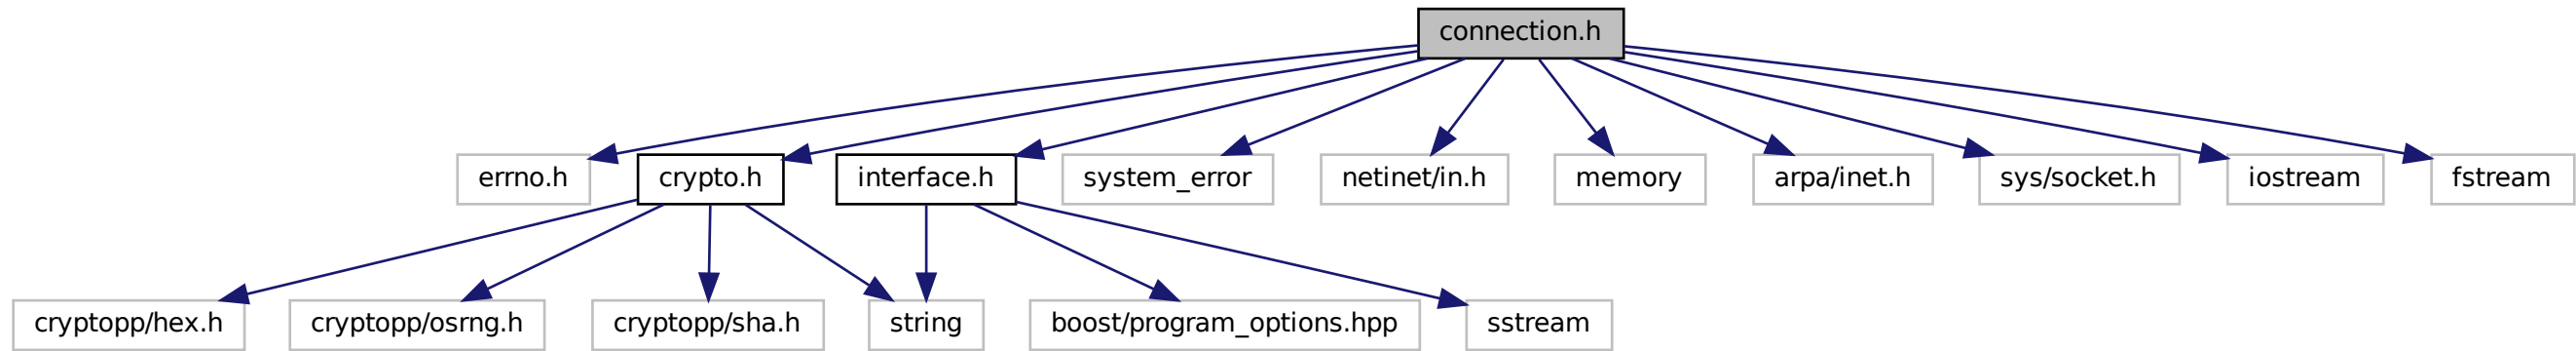 connection.h
errno.h
crypto.h
interface.h
system_error
netinet/in.h
memory
arpa/inet.h
sys/socket.h
iostream
fstream
cryptopp/hex.h
cryptopp/osrng.h
cryptopp/sha.h
string
boost/program_options.hpp
sstream